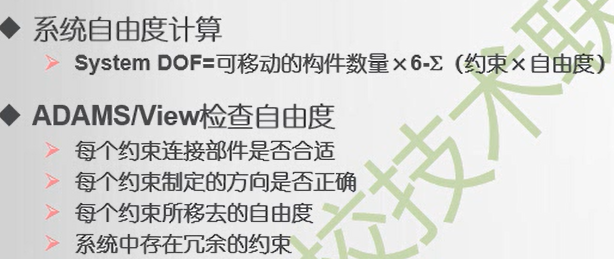 ◆ 系统自由度计算
➢ System DOF=可移动的构件数量×6-Σ（约束×自由度）
◆ ADAMS/View检查自由度
➢ 每个约束连接部件是否合适
➢ 每个约束制定的方向是否正确
➢ 每个约束所移去的自由度
➢ 系统中存在冗余的约束
校技术联